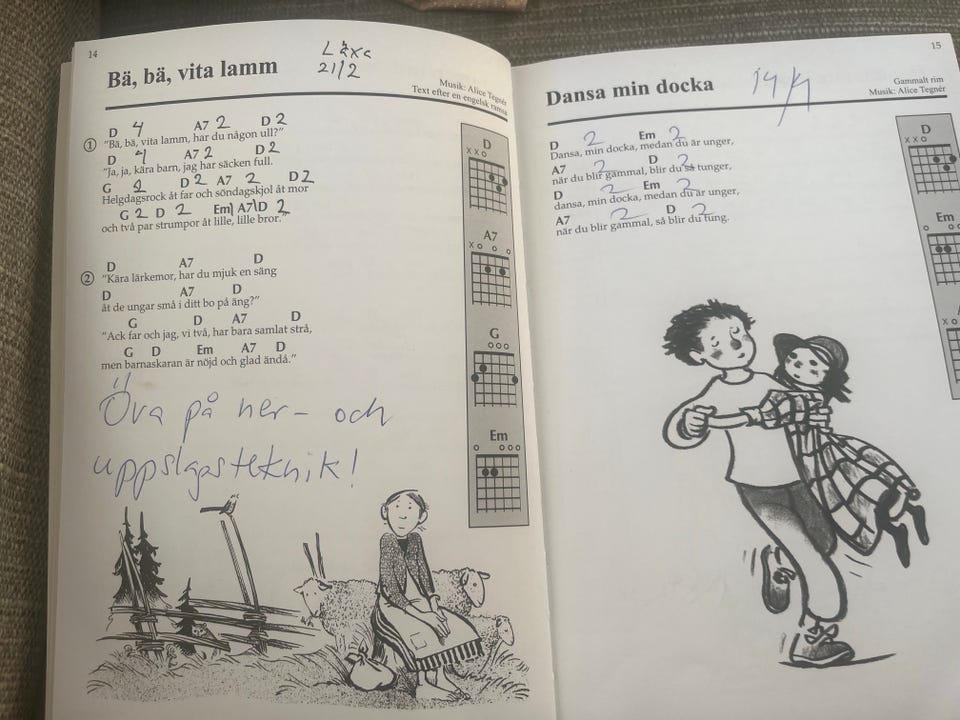 14
Bä, bä, vita lamm
Läxa
21/2
Musik: Alice Tegnér
Text efter en engelsk ramsa
D 4 A7 2 D 2
① "Bä, bä, vita lamm, har du någon ull?"
D 4 A7 2 D 2
"Ja, ja, kära barn, jag har säcken full.
G 2 D 2 A7 2 D 2
Helgdagsrock åt far och söndagskjol åt mor
G 2 D 2 Em 1 A7 1 D 2
och två par strumpor åt lille, lille bror."
D A7 D
② "Kära lärkemor, har du mjuk en säng
D A7 D
åt de ungar små i ditt bo på äng?"
G D A7 D
"Ack far och jag, vi två, har bara samlat strå,
G D Em A7 D
men barnaskaran är nöjd och glad ändå."
Öva på ner- och
uppslagsteknik!
D
x x o
A7
x o o o
G
o o o
Em
o o o o
15
Dansa min docka
14/1
Gammalt rim
Musik: Alice Tegnér
D 2 Em 2
Dansa, min docka, medan du är unger,
A7 2 D 2
när du blir gammal, blir du så tunger,
D 2 Em 2
dansa, min docka, medan du är unger,
A7 2 D 2
när du blir gammal, så blir du tung.
D
x x o
Em